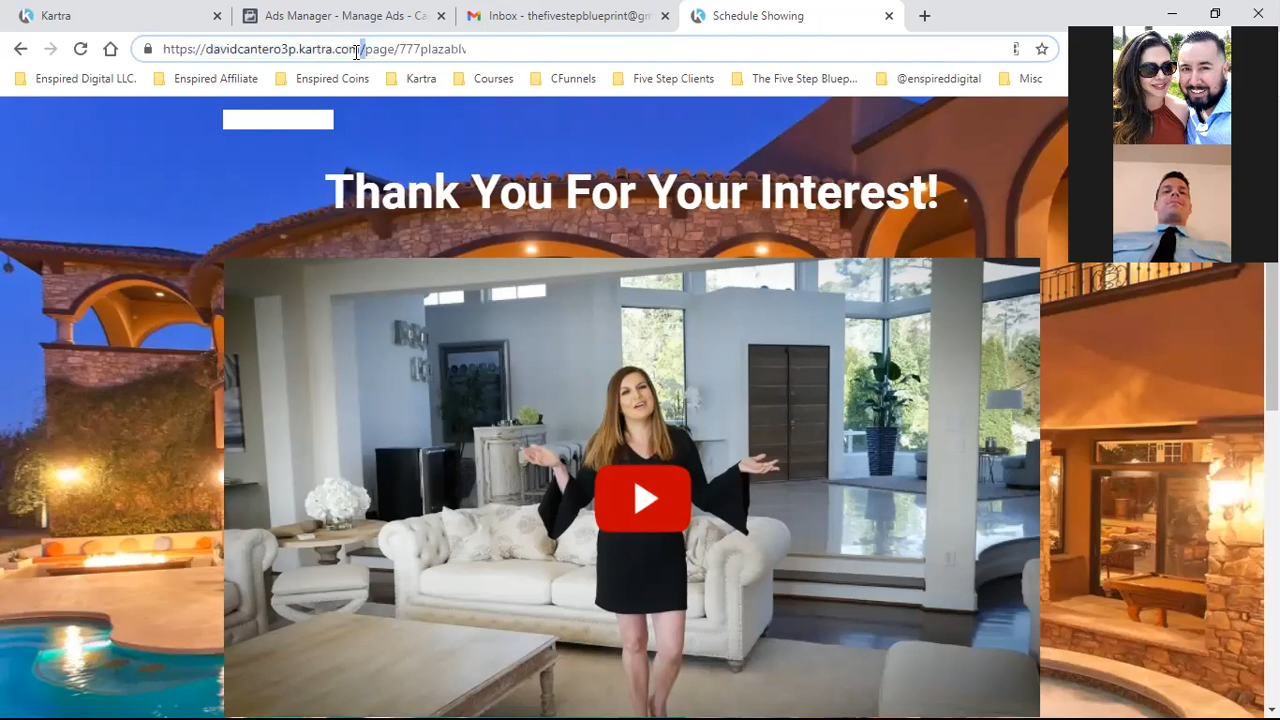 Kartra
Ads Manager - Manage Ads - Ca
Inbox - thefivestepblueprint@gm
Schedule Showing
https://davidcantero3p.kartra.com/page/777plazablv
Enspired Digital LLC.
Enspired Affiliate
Enspired Coins
Kartra
Courses
CFunnels
Five Step Clients
The Five Step Bluep...
@enspireddigital
Misc
Thank You For Your Interest!